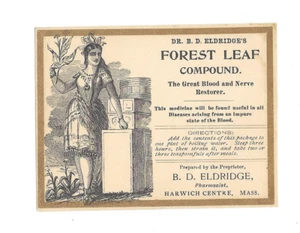 DR. B. D. ELDRIDGE'S
FOREST LEAF
COMPOUND.
The Great Blood and Nerve
Restorer.
This medicine will be found useful in all
Diseases arising from an impure
state of the Blood.
DIRECTIONS:
Add the contents of this package to
one pint of boiling water. Steep three
hours, then strain it, and take two or
three teaspoonfuls after meals.
Prepared by the Proprietor,
B. D. ELDRIDGE,
Pharmacist,
HARWICH CENTRE, MASS.